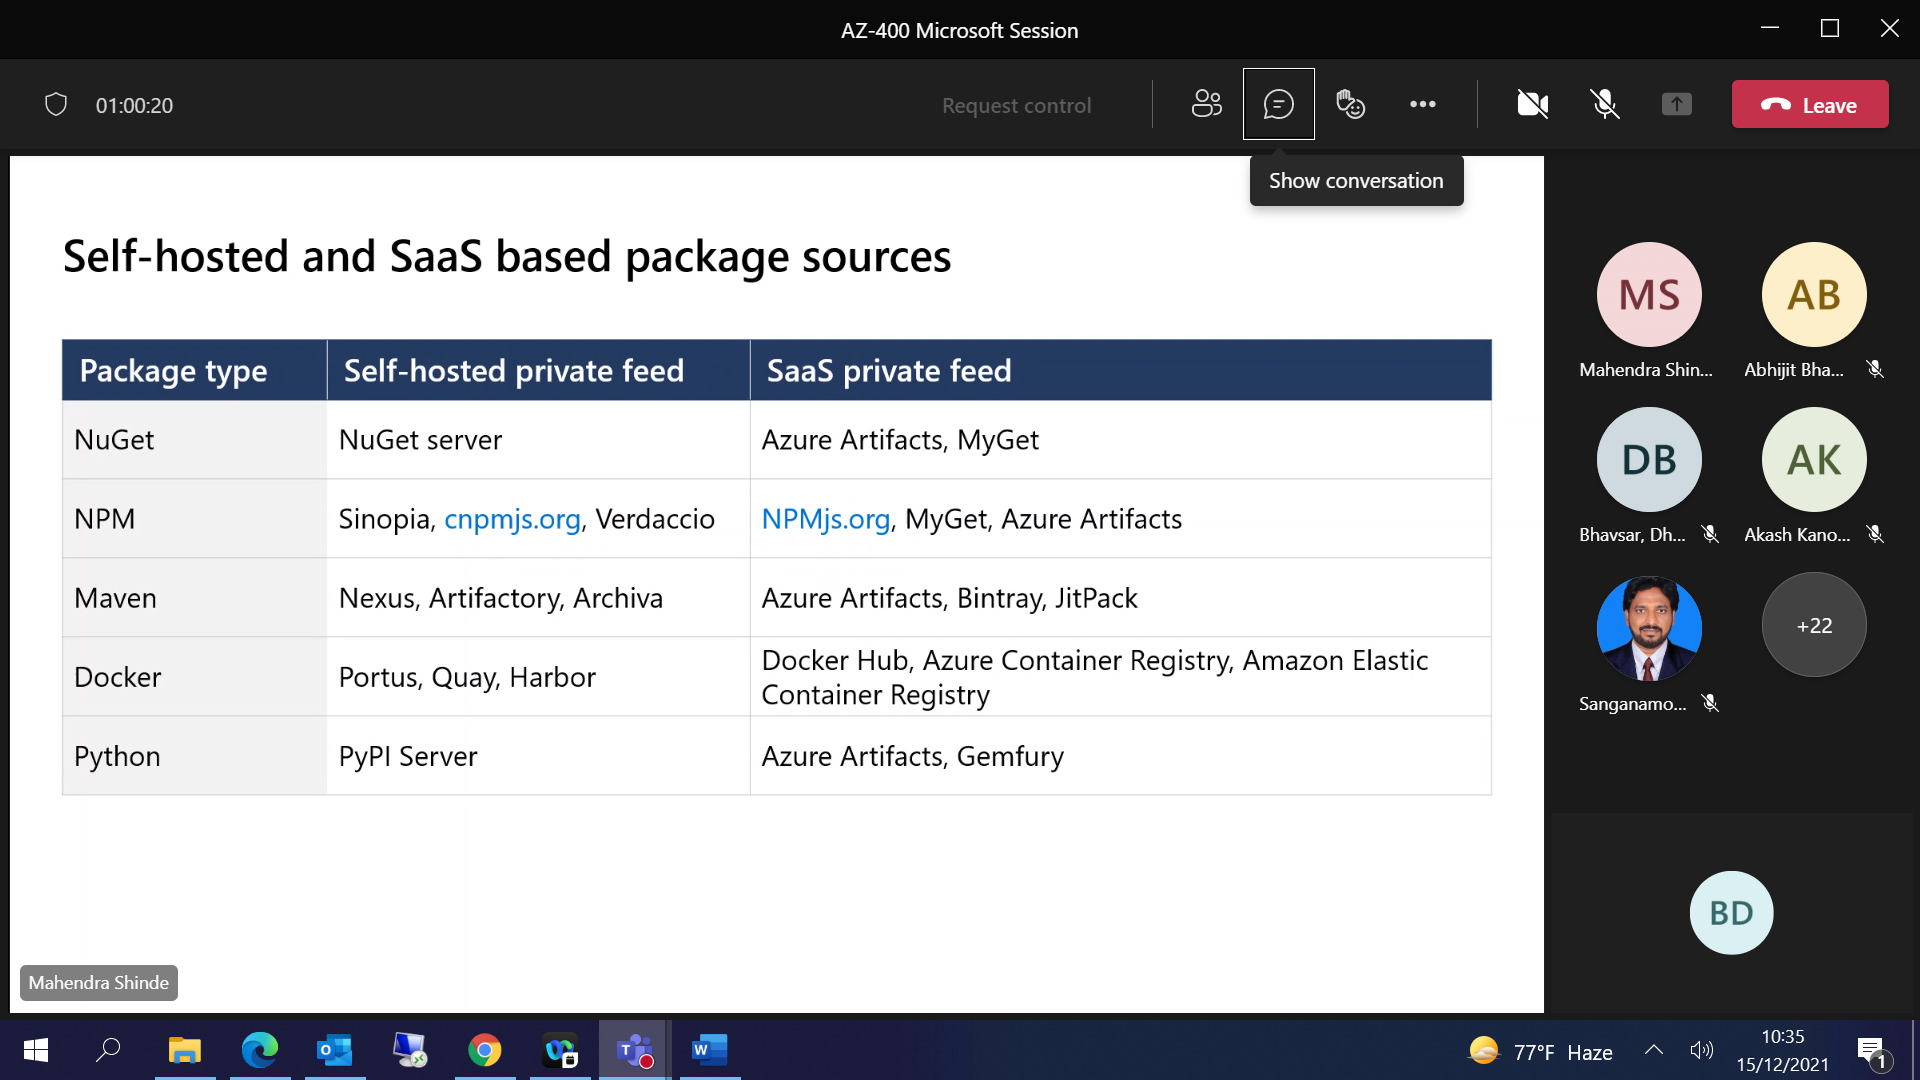 AZ-400 Microsoft Session
01:00:20
Request control
Leave
Show conversation
Self-hosted and SaaS based package sources
Package type Self-hosted private feed SaaS private feed
NuGet NuGet server Azure Artifacts, MyGet
NPM Sinopia, cnpmjs.org, Verdaccio NPMjs.org, MyGet, Azure Artifacts
Maven Nexus, Artifactory, Archiva Azure Artifacts, Bintray, JitPack
Docker Portus, Quay, Harbor Docker Hub, Azure Container Registry, Amazon Elastic
Container Registry
Python PyPI Server Azure Artifacts, Gemfury
MS AB
Mahendra Shin... Abhijit Bha...
DB AK
Bhavsar, Dh... Akash Kano...
+22
Sanganamo...
BD
Mahendra Shinde
77°F Haze
10:35
15/12/2021
1